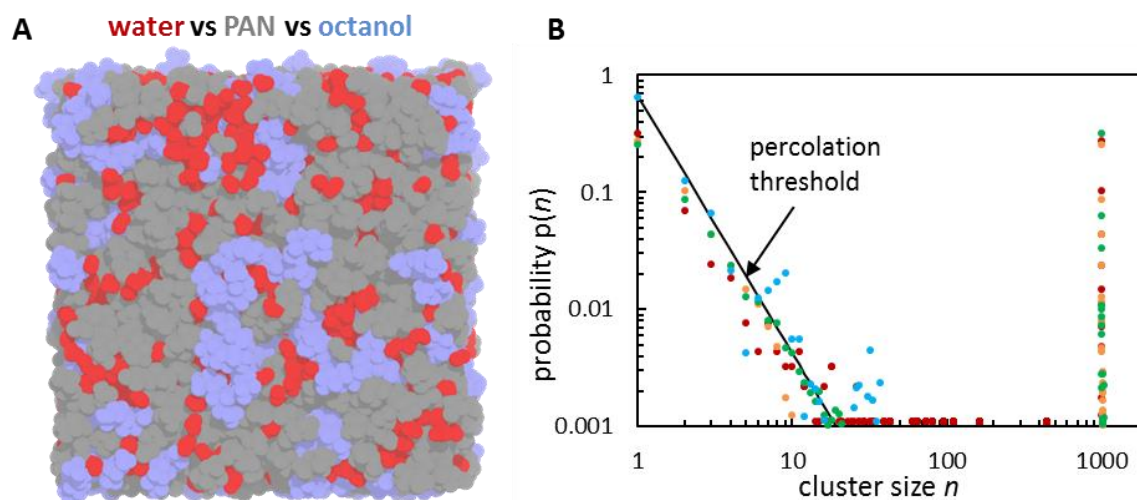 A
water vs PAN vs octanol
B
1
0.1
0.01
0.001
probability p(n)
percolation
threshold
1 10 100 1000
cluster size n